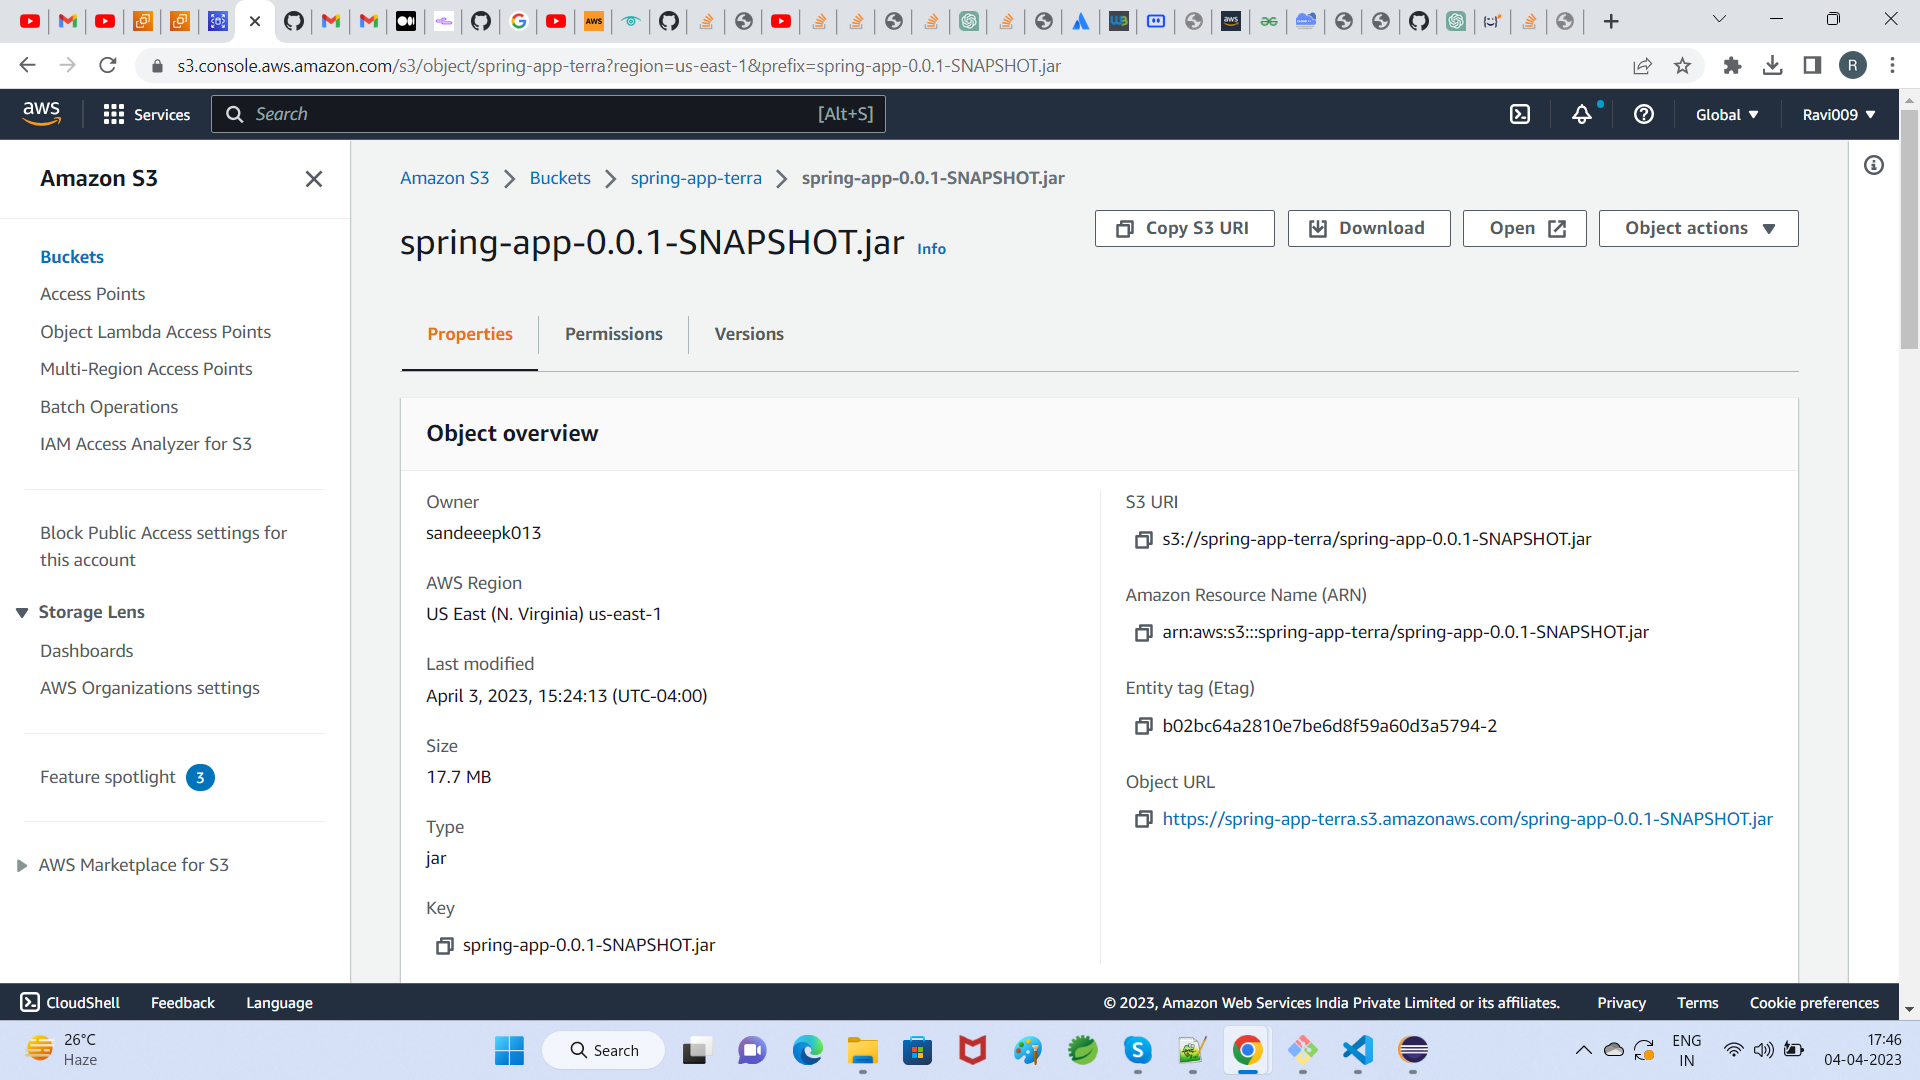 s3.console.aws.amazon.com/s3/object/spring-app-terra?region=us-east-1&prefix=spring-app-0.0.1-SNAPSHOT.jar
R
aws
Services
Search
[Alt+S]
Global
Ravi009
Amazon S3
Buckets
Access Points
Object Lambda Access Points
Multi-Region Access Points
Batch Operations
IAM Access Analyzer for S3
Block Public Access settings for
this account
Storage Lens
Dashboards
AWS Organizations settings
Feature spotlight 3
AWS Marketplace for S3
Amazon S3
Buckets
spring-app-terra
spring-app-0.0.1-SNAPSHOT.jar
spring-app-0.0.1-SNAPSHOT.jar Info
Copy S3 URI
Download
Open
Object actions
Properties
Permissions
Versions
Object overview
Owner
sandeeepk013
AWS Region
US East (N. Virginia) us-east-1
Last modified
April 3, 2023, 15:24:13 (UTC-04:00)
Size
17.7 MB
Type
jar
Key
spring-app-0.0.1-SNAPSHOT.jar
S3 URI
s3://spring-app-terra/spring-app-0.0.1-SNAPSHOT.jar
Amazon Resource Name (ARN)
arn:aws:s3:::spring-app-terra/spring-app-0.0.1-SNAPSHOT.jar
Entity tag (Etag)
b02bc64a2810e7be6d8f59a60d3a5794-2
Object URL
https://spring-app-terra.s3.amazonaws.com/spring-app-0.0.1-SNAPSHOT.jar
CloudShell
Feedback
Language
© 2023, Amazon Web Services India Private Limited or its affiliates.
Privacy
Terms
Cookie preferences
26°C
Haze
Search
ENG
IN
17:46
04-04-2023